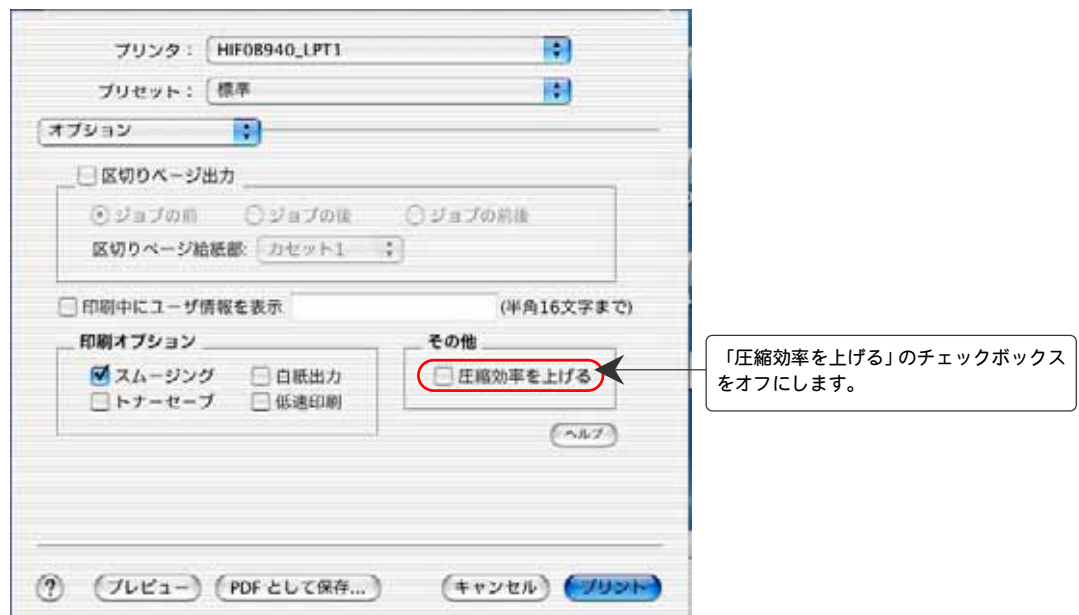 プリンタ： HIF08940_LPT1
プリセット： 標準
オプション
区切りページ出力
ジョブの前 ジョブの後 ジョブの前後
区切りページ給紙部: カセット1
印刷中にユーザ情報を表示 (半角16文字まで)
印刷オプション その他
スムージング 白紙出力 圧縮効率を上げる
トナーセーブ 低速印刷
「圧縮効率を上げる」のチェックボックス
をオフにします。
ヘルプ
? プレビュー PDF として保存... キャンセル プリント